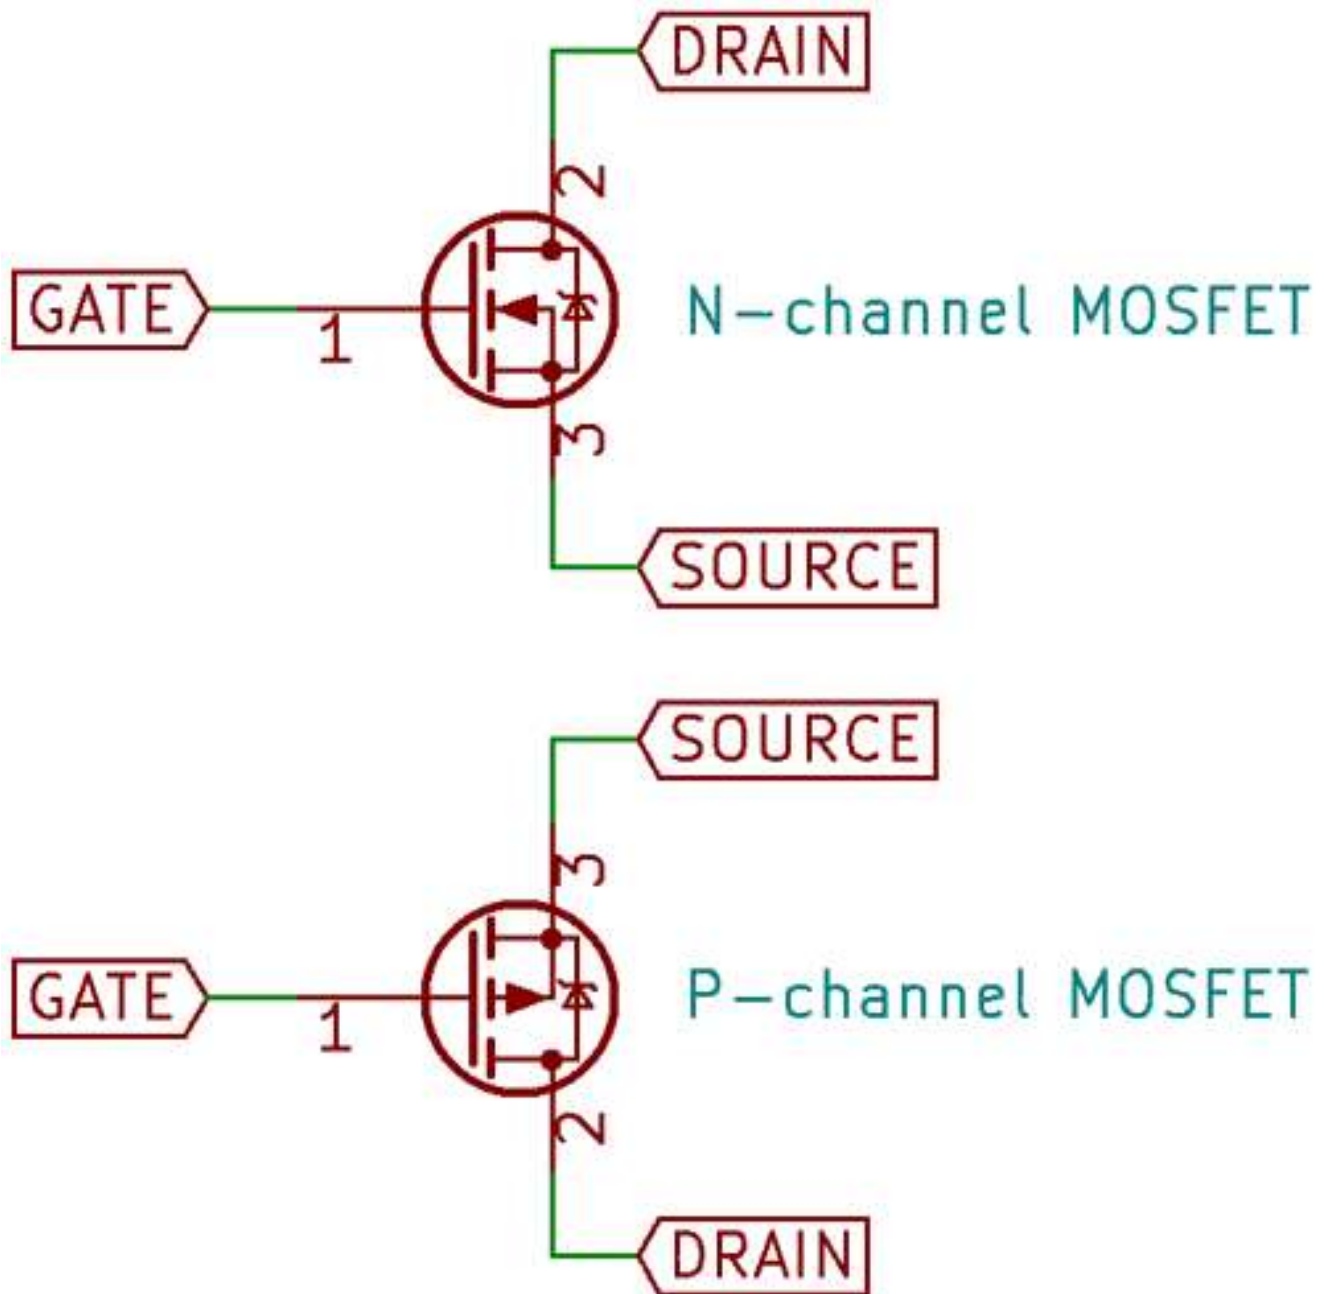 DRAIN
2
GATE
1
N-channel MOSFET
3
SOURCE
SOURCE
3
GATE
1
P-channel MOSFET
2
DRAIN